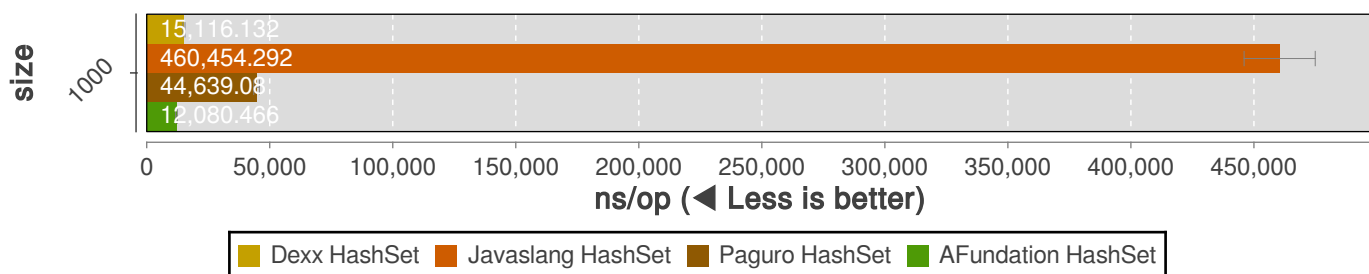 15,116.132
460,454.292
44,639.08
12,080.466
size
1000
0 50,000 100,000 150,000 200,000 250,000 300,000 350,000 400,000 450,000
ns/op (◀ Less is better)
Dexx HashSet Javaslang HashSet Paguro HashSet AFundation HashSet